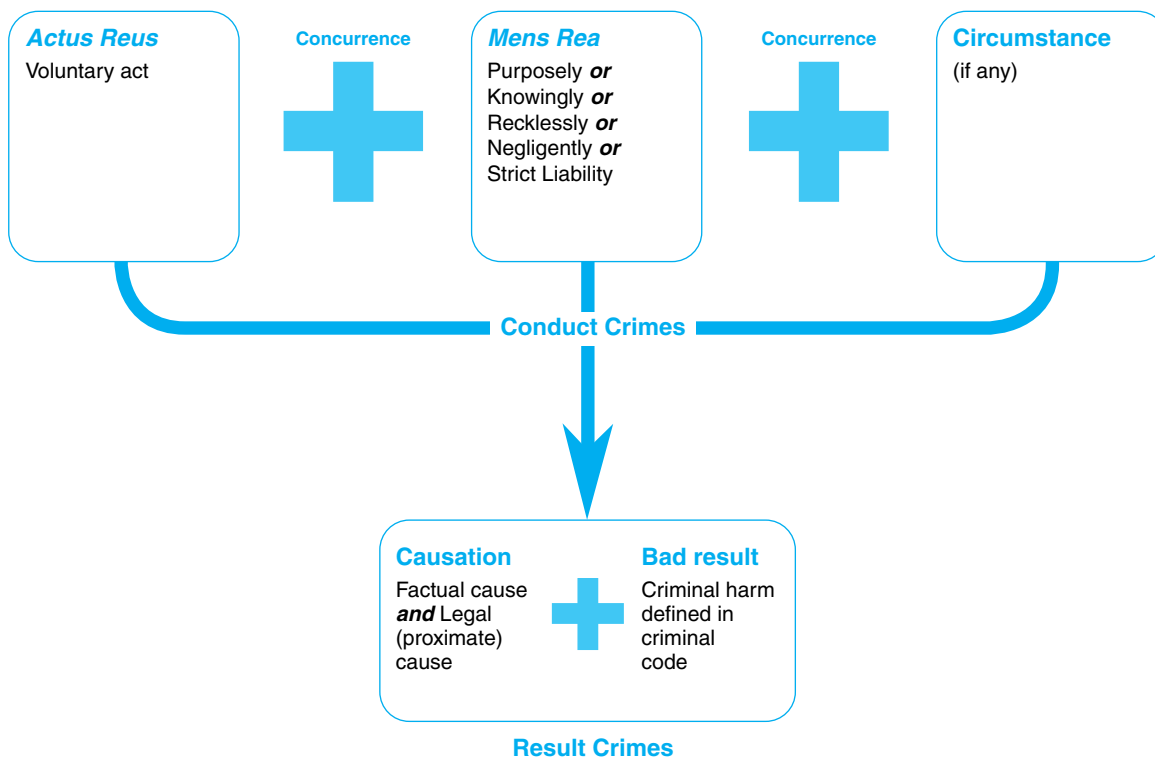 Actus Reus
Voluntary act
Concurrence
Mens Rea
Purposely or
Knowingly or
Recklessly or
Negligently or
Strict Liability
Concurrence
Circumstance
(if any)
Conduct Crimes
Causation
Factual cause
and Legal
(proximate)
cause
Bad result
Criminal harm
defined in
criminal
code
Result Crimes